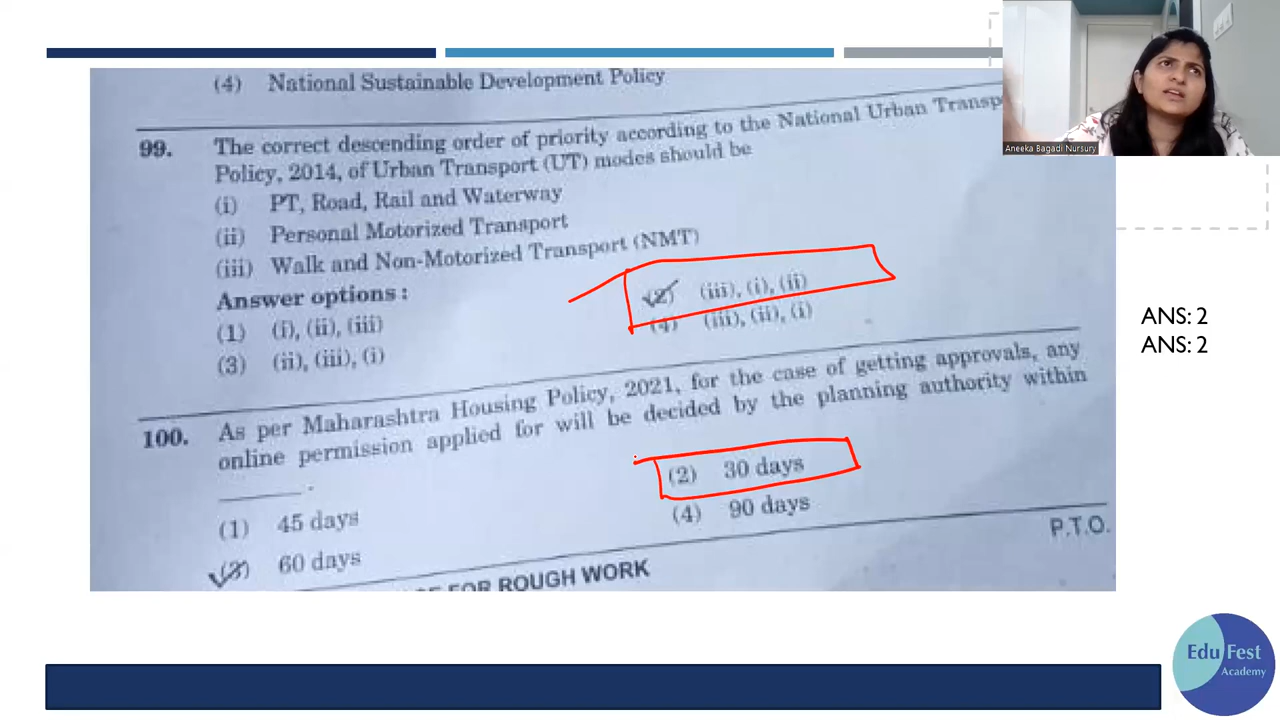 (4) National Sustainable Development Policy
99. The correct descending order of priority according to the National Urban Transp
Policy, 2014, of Urban Transport (UT) modes should be
(i) PT, Road, Rail and Waterway
(ii) Personal Motorized Transport
(iii) Walk and Non-Motorized Transport (NMT)
Answer options :
(1) (i), (ii), (iii)
(2) (iii), (i), (ii)
(3) (ii), (iii), (i)
(4) (iii), (ii), (i)
100. As per Maharashtra Housing Policy, 2021, for the case of getting approvals, any
online permission applied for will be decided by the planning authority within
_______ .
(1) 45 days
(2) 30 days
(3) 60 days
(4) 90 days
FOR ROUGH WORK
P.T.O.
ANS: 2
ANS: 2
Aneeka Bagadi Nursury
Edu Fest
Academy